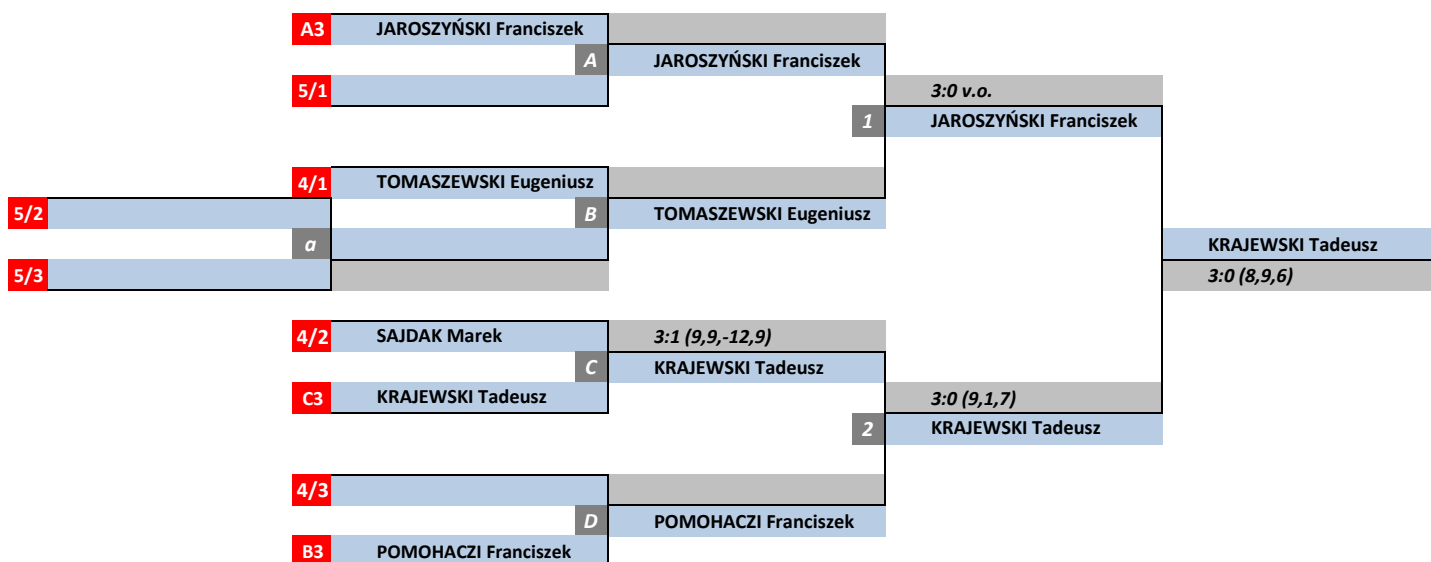 A3 JAROSZYŃSKI Franciszek
A JAROSZYŃSKI Franciszek
5/1 3:0 v.o.
1 JAROSZYŃSKI Franciszek
4/1 TOMASZEWSKI Eugeniusz
5/2 B TOMASZEWSKI Eugeniusz
a KRAJEWSKI Tadeusz
5/3 3:0 (8,9,6)
4/2 SAJDAK Marek 3:1 (9,9,-12,9)
C KRAJEWSKI Tadeusz
C3 KRAJEWSKI Tadeusz 3:0 (9,1,7)
2 KRAJEWSKI Tadeusz
4/3
D POMOHACZI Franciszek
B3 POMOHACZI Franciszek